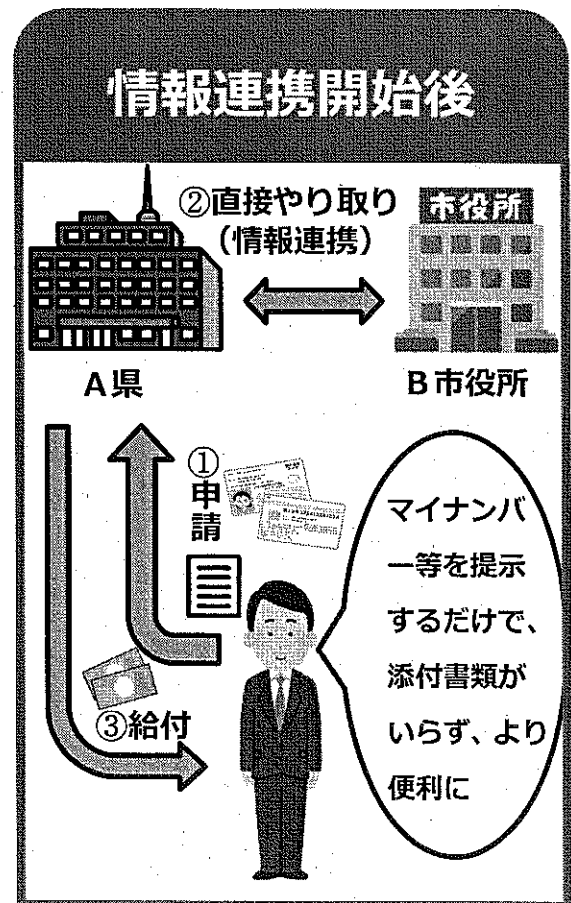 情報連携開始後
②直接やり取り
（情報連携）
市役所
A県
B市役所
①
申
請
マイナンバ
ー等を提示
するだけで、
添付書類が
いらず、より
便利に
③給付